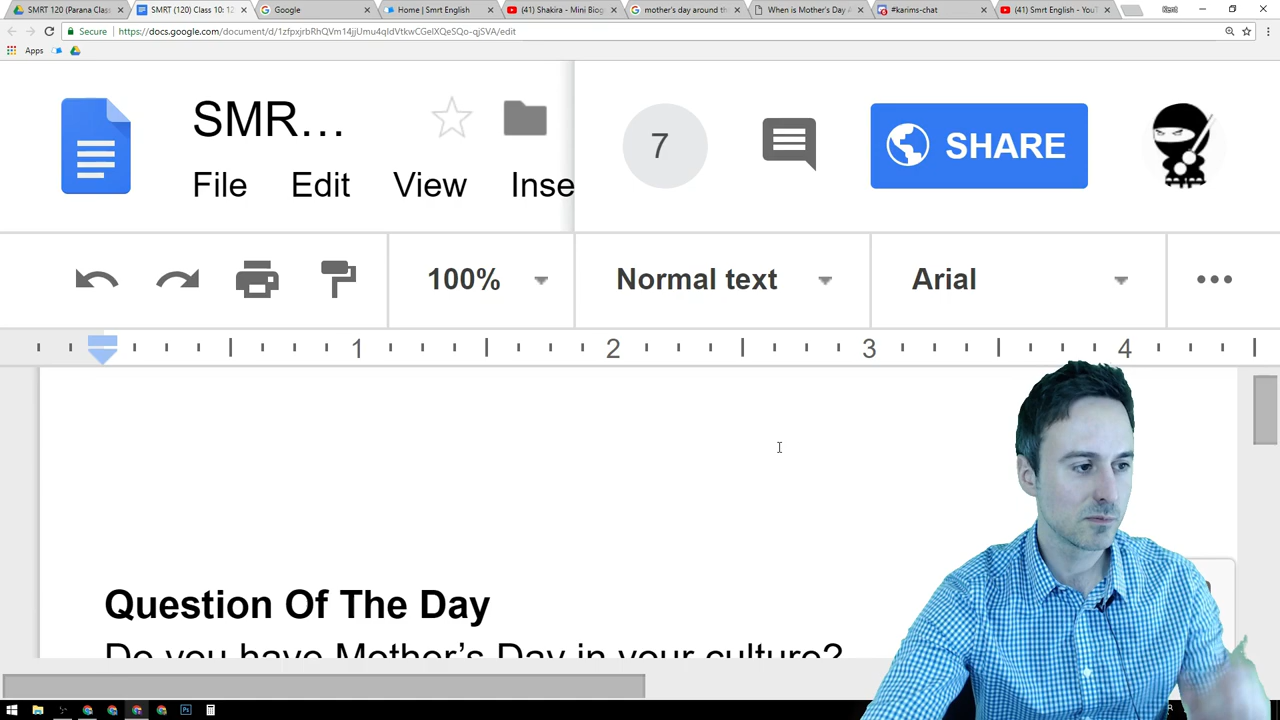 SMRT 120 (Parana Clas
SMRT (120) Class 10: 12
Google
Home | Smrt English
(41) Shakira - Mini Biog
mother's day around th
When is Mother's Day
#karims-chat
(41) Smrt English - You
Secure
https://docs.google.com/document/d/1zfpxjrbRhQVm14jjUmu4qIdVtkwCGeIXQeSQo-qjSVA/edit
Apps
SMR...
7
SHARE
File Edit View Inse
100%
Normal text
Arial
1 2 3 4
Question Of The Day
Do you have Mother's Day in your culture?